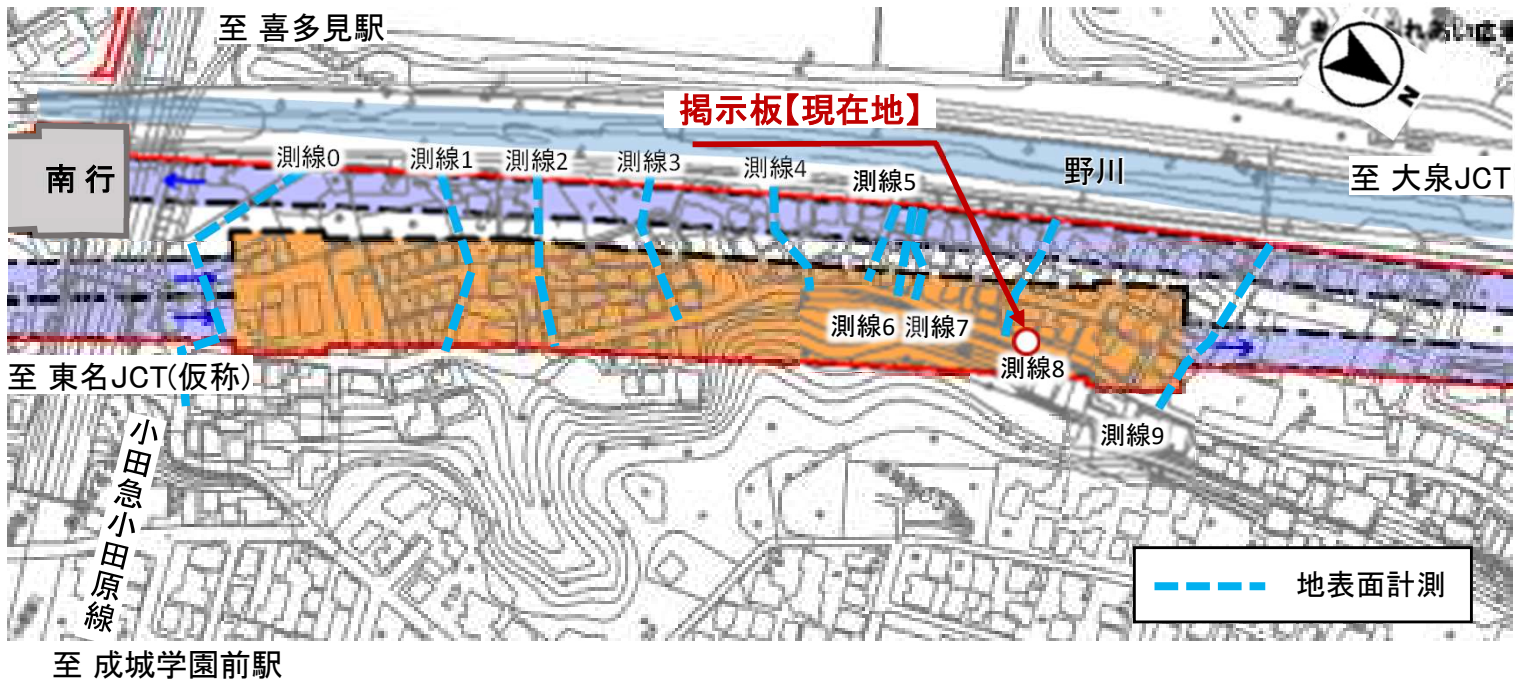 至 喜多見駅
掲示板【現在地】
N
測線0
測線1
測線2
測線3
測線4
測線5
野川
至 大泉JCT
南行
測線6
測線7
測線8
測線9
至 東名JCT(仮称)
小田急小田原線
地表面計測
至 成城学園前駅